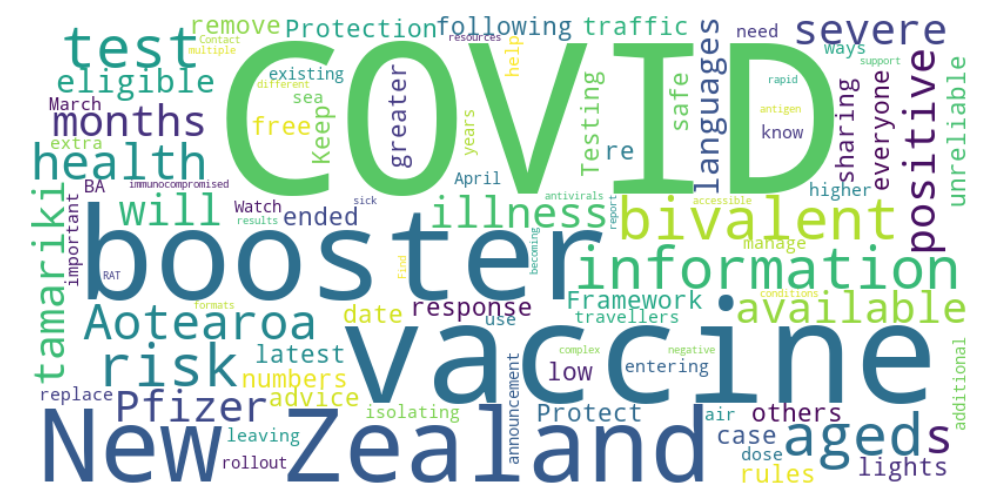 remove
Contact
multiple
Protection
following
resources
traffic
languages
need
severe
test
eligible
existing
different
sea
help
ways
support
COVID
March
months
extra
free
Keep
greater
years
Testing
safe
rapid
antigen
know
sharing
everyone
positive
unreliable
health
re
April
higher
BA
immunocompromised
sick
antivirals
report
accessible
tamariki
important
will
Watch
results
ended
illness
bivalent
manage
booster
RAT
Find
becoming
information
formats
Aotearoa
date
response
use
Framework
travellers
conditions
available
risk
latest
vaccine
complex
negative
numbers
advice
low
entering
announcement
additional
replace
Pfizer
isolating
Protect
air
others
New Zealand
leaving
rollout
case
dose
aged
s
rules
lights